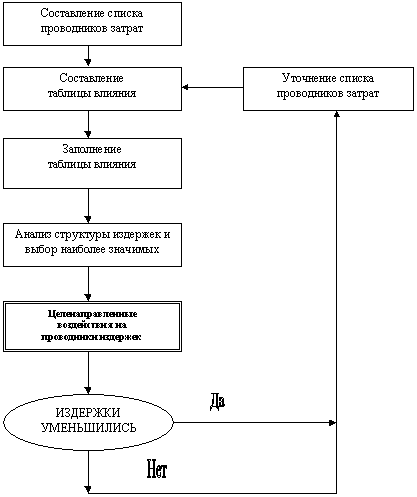 Составление списка
проводников затрат
Составление
таблицы влияния
Уточнение списка
проводников затрат
Заполнение
таблицы влияния
Анализ структуры издержек и
выбор наиболее значимых
Целенаправленные
воздействия на
проводники издержек
Да
ИЗДЕРЖКИ
УМЕНЬШИЛИСЬ
Нет